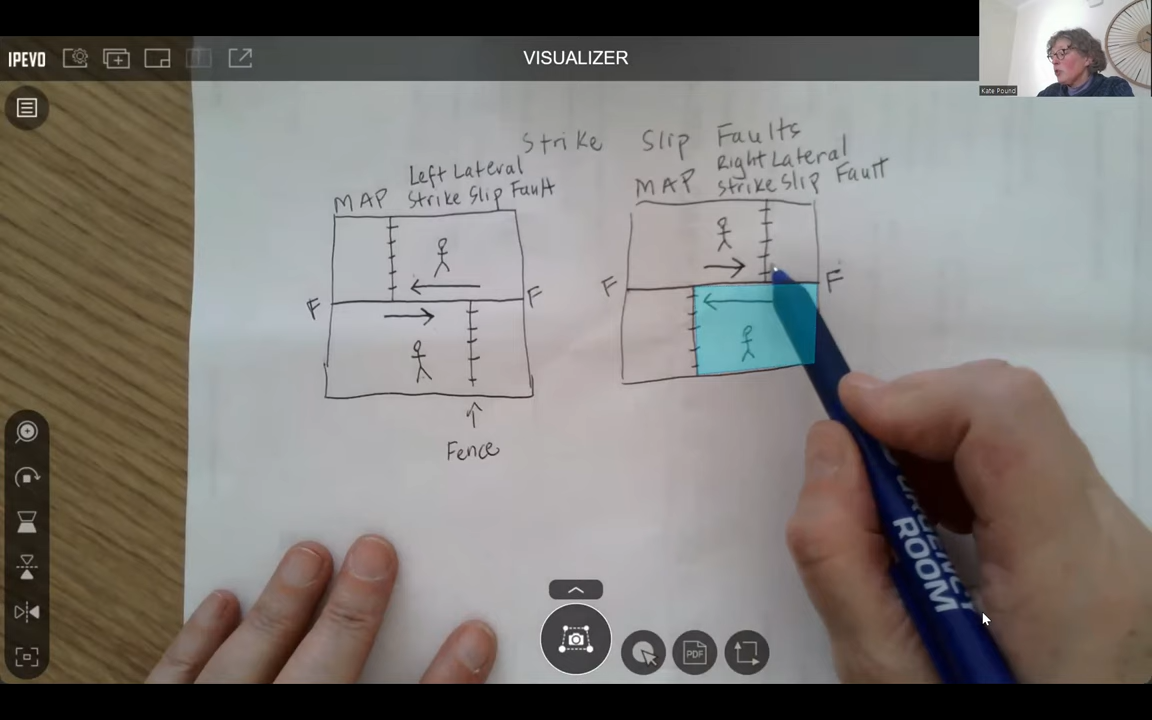 IPEVO
VISUALIZER
Kate Pound
Strike Slip Faults
MAP Left Lateral
Strike Slip Fault
F F
Fence
MAP Right Lateral
Strike Slip Fault
F F
ROOM
PDF